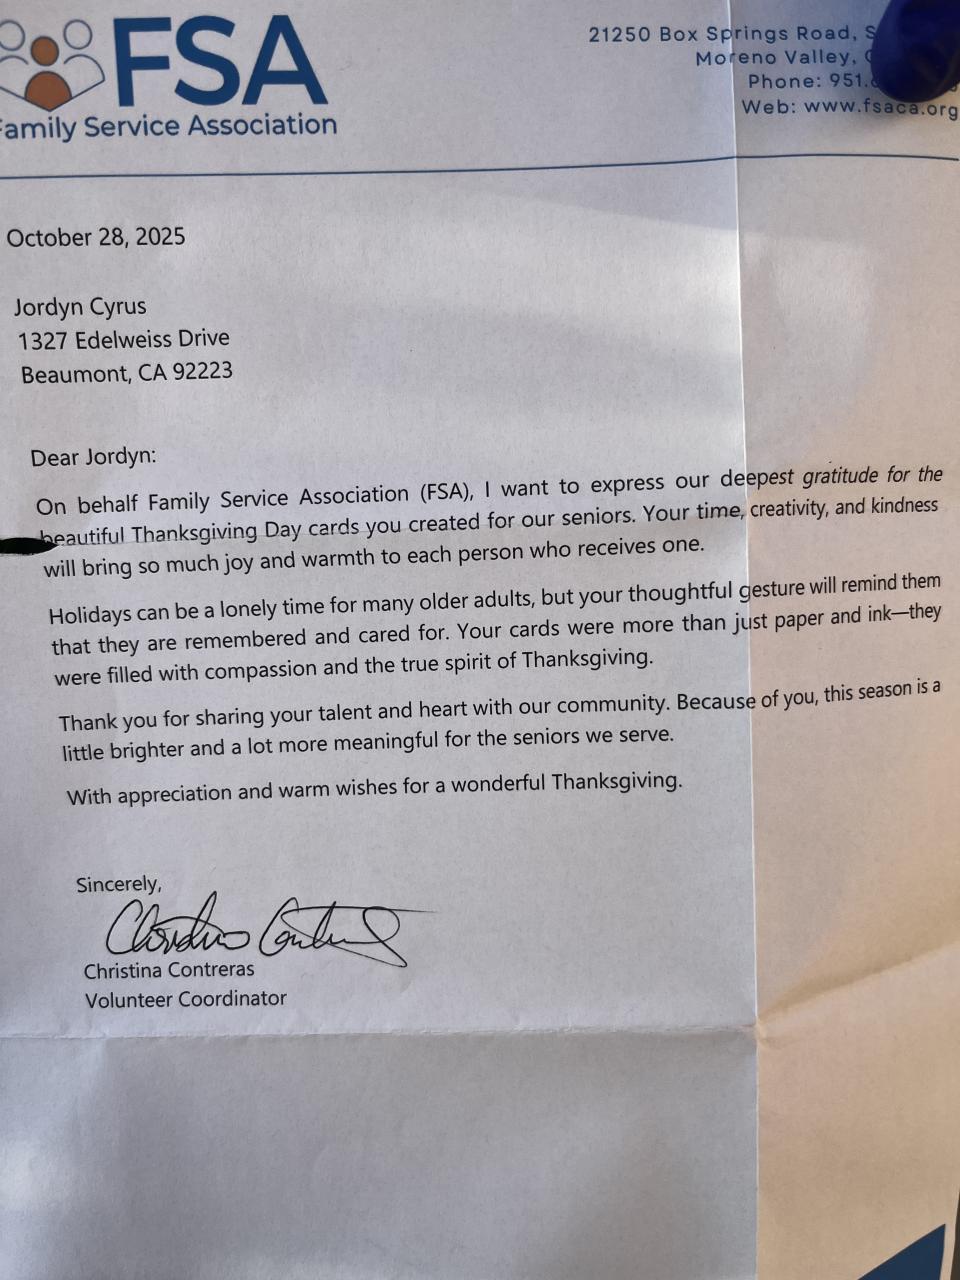 FSA
Family Service Association
21250 Box Springs Road,
Moreno Valley,
Phone: 951.
Web: www.fsaca.org
October 28, 2025
Jordyn Cyrus
1327 Edelweiss Drive
Beaumont, CA 92223
Dear Jordyn:
On behalf Family Service Association (FSA), I want to express our deepest gratitude for the
beautiful Thanksgiving Day cards you created for our seniors. Your time, creativity, and kindness
will bring so much joy and warmth to each person who receives one.
Holidays can be a lonely time for many older adults, but your thoughtful gesture will remind them
that they are remembered and cared for. Your cards were more than just paper and ink—they
were filled with compassion and the true spirit of Thanksgiving.
Thank you for sharing your talent and heart with our community. Because of you, this season is a
little brighter and a lot more meaningful for the seniors we serve.
With appreciation and warm wishes for a wonderful Thanksgiving.
Sincerely,
Christina Contreras
Volunteer Coordinator